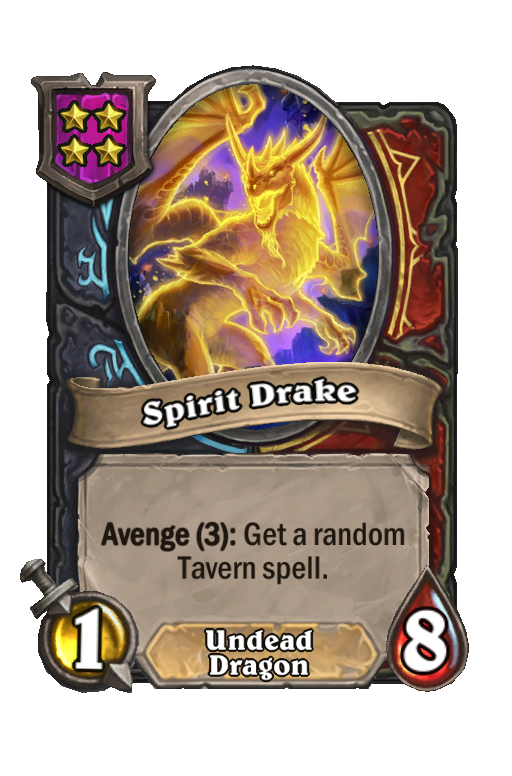 Spirit Drake
Avenge (3): Get a random
Tavern spell.
1
Undead
Dragon
8